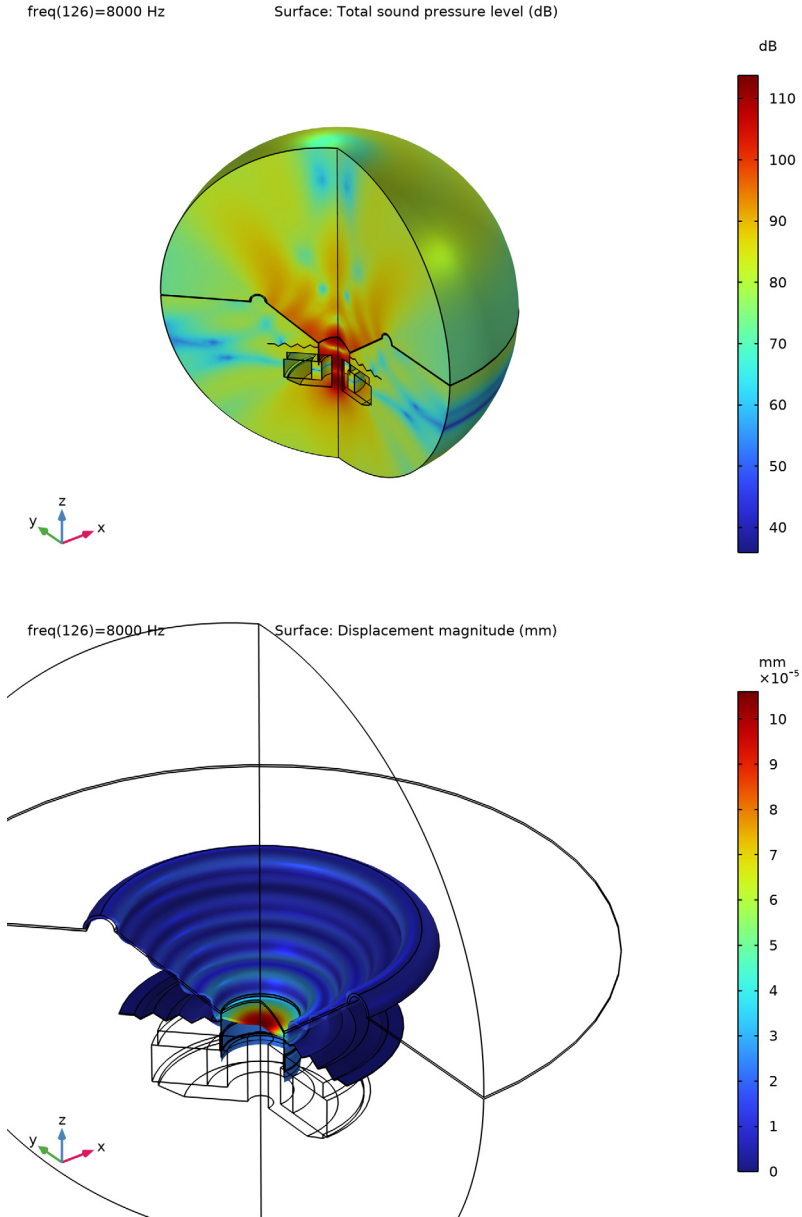 freq(126)=8000 Hz Surface: Total sound pressure level (dB)
dB
110
100
90
80
70
60
50
40
z
y x
freq(126)=8000 Hz Surface: Displacement magnitude (mm)
mm
×10⁻⁵
10
9
8
7
6
5
4
3
2
1
0
z
y x